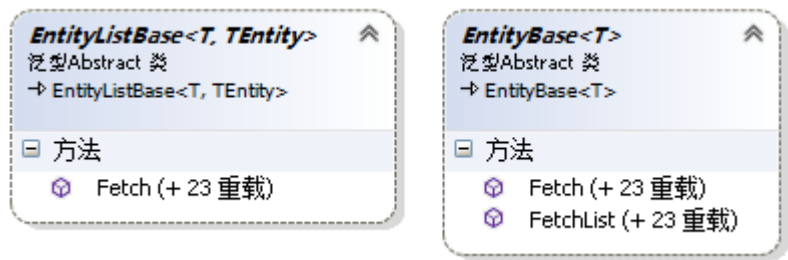 EntityListBase<T, TEntity>
泛型Abstract 类
EntityListBase<T, TEntity>
方法
Fetch (+ 23 重载)
EntityBase<T>
泛型Abstract 类
EntityBase<T>
方法
Fetch (+ 23 重载)
FetchList (+ 23 重载)